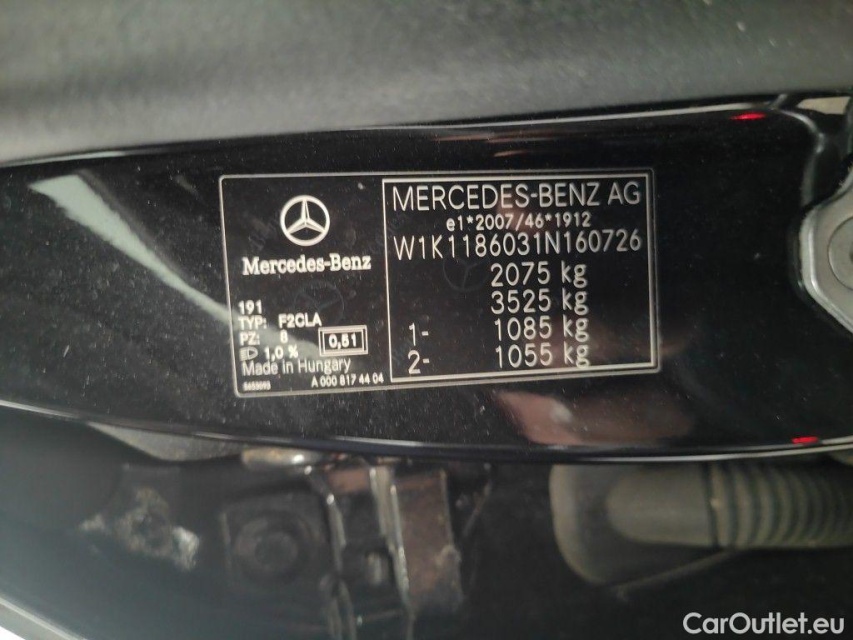 Mercedes-Benz
191
TYP: F2CLA
PZ: 8
1,0 %
0,51
Made in Hungary
A 000 817 44 04
MERCEDES-BENZ AG
e1*2007/46*1912
W1K1186031N160726
2075 kg
3525 kg
1- 1085 kg
2- 1055 kg
CarOutlet.eu